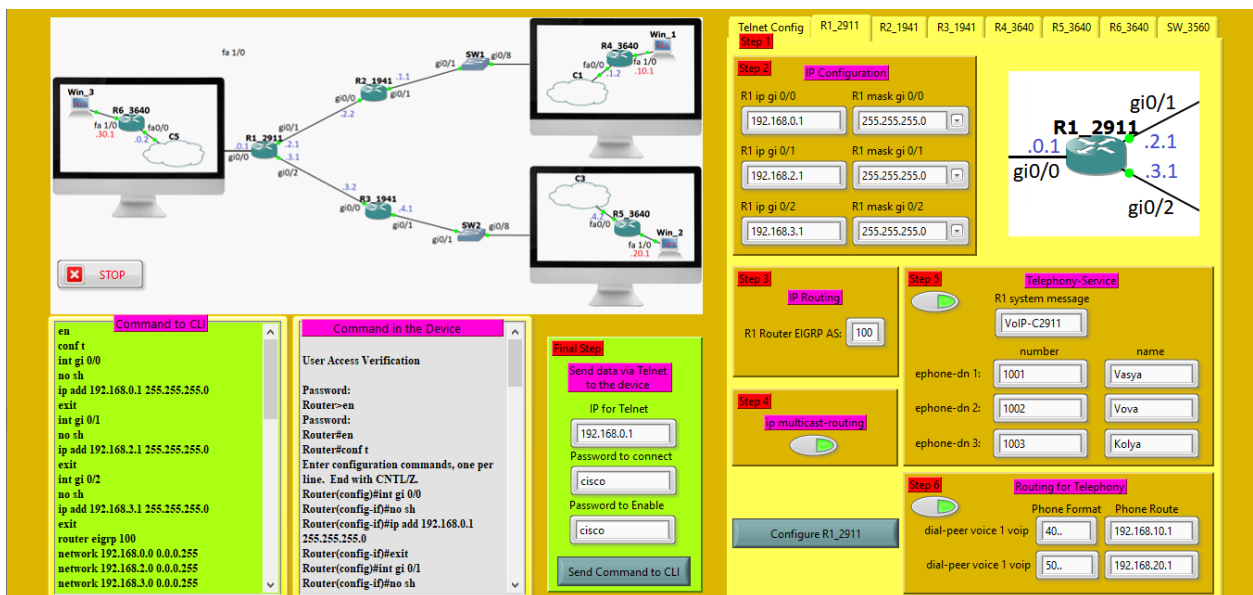 fa 1/0
Win_3
R6_3640
fa 1/0
fa0/0
.30.1
.0.2
C5
R1_2911
.0.1
gi0/0
gi0/1
.2.1
.3.1
gi0/2
R2_1941
.1.1
gi0/0
gi0/1
.2.2
gi0/1
SW1
gi0/8
R4_3640
Win_1
fa0/0
fa 1/0
.1.2
.10.1
C1
.3.2
R3_1941
gi0/0
.4.1
gi0/1
gi0/1
SW2
gi0/8
C3
.4.2
R5_3640
fa0/0
Win_2
fa 1/0
.20.1
STOP
Command to CLI
en
conf t
int gi 0/0
no sh
ip add 192.168.0.1 255.255.255.0
exit
int gi 0/1
no sh
ip add 192.168.2.1 255.255.255.0
exit
int gi 0/2
no sh
ip add 192.168.3.1 255.255.255.0
exit
router eigrp 100
network 192.168.0.0 0.0.0.255
network 192.168.2.0 0.0.0.255
network 192.168.3.0 0.0.0.255
Command in the Device
User Access Verification
Password:
Router>en
Password:
Router#en
Router#conf t
Enter configuration commands, one per
line. End with CNTL/Z.
Router(config)#int gi 0/0
Router(config-if)#no sh
Router(config-if)#ip add 192.168.0.1
255.255.255.0
Router(config-if)#exit
Router(config)#int gi 0/1
Router(config-if)#no sh
Final Step
Send data via Telnet
to the device
IP for Telnet
192.168.0.1
Password to connect
cisco
Password to Enable
cisco
Send Command to CLI
Telnet Config R1_2911 R2_1941 R3_1941 R4_3640 R5_3640 R6_3640 SW_3560
Step 1
Step 2
IP Configuration
R1 ip gi 0/0 R1 mask gi 0/0
192.168.0.1 255.255.255.0
R1 ip gi 0/1 R1 mask gi 0/1
192.168.2.1 255.255.255.0
R1 ip gi 0/2 R1 mask gi 0/2
192.168.3.1 255.255.255.0
gi0/1
R1_2911
.0.1
.2.1
gi0/0
.3.1
gi0/2
Step 3
IP Routing
R1 Router EIGRP AS: 100
Step 4
ip multicast-routing
Configure R1_2911
Step 5
Telephony-Service
R1 system message
VoIP-C2911
number name
ephone-dn 1: 1001 Vasya
ephone-dn 2: 1002 Vova
ephone-dn 3: 1003 Kolya
Step 6
Routing for Telephony
Phone Format Phone Route
dial-peer voice 1 voip 40.. 192.168.10.1
dial-peer voice 1 voip 50.. 192.168.20.1